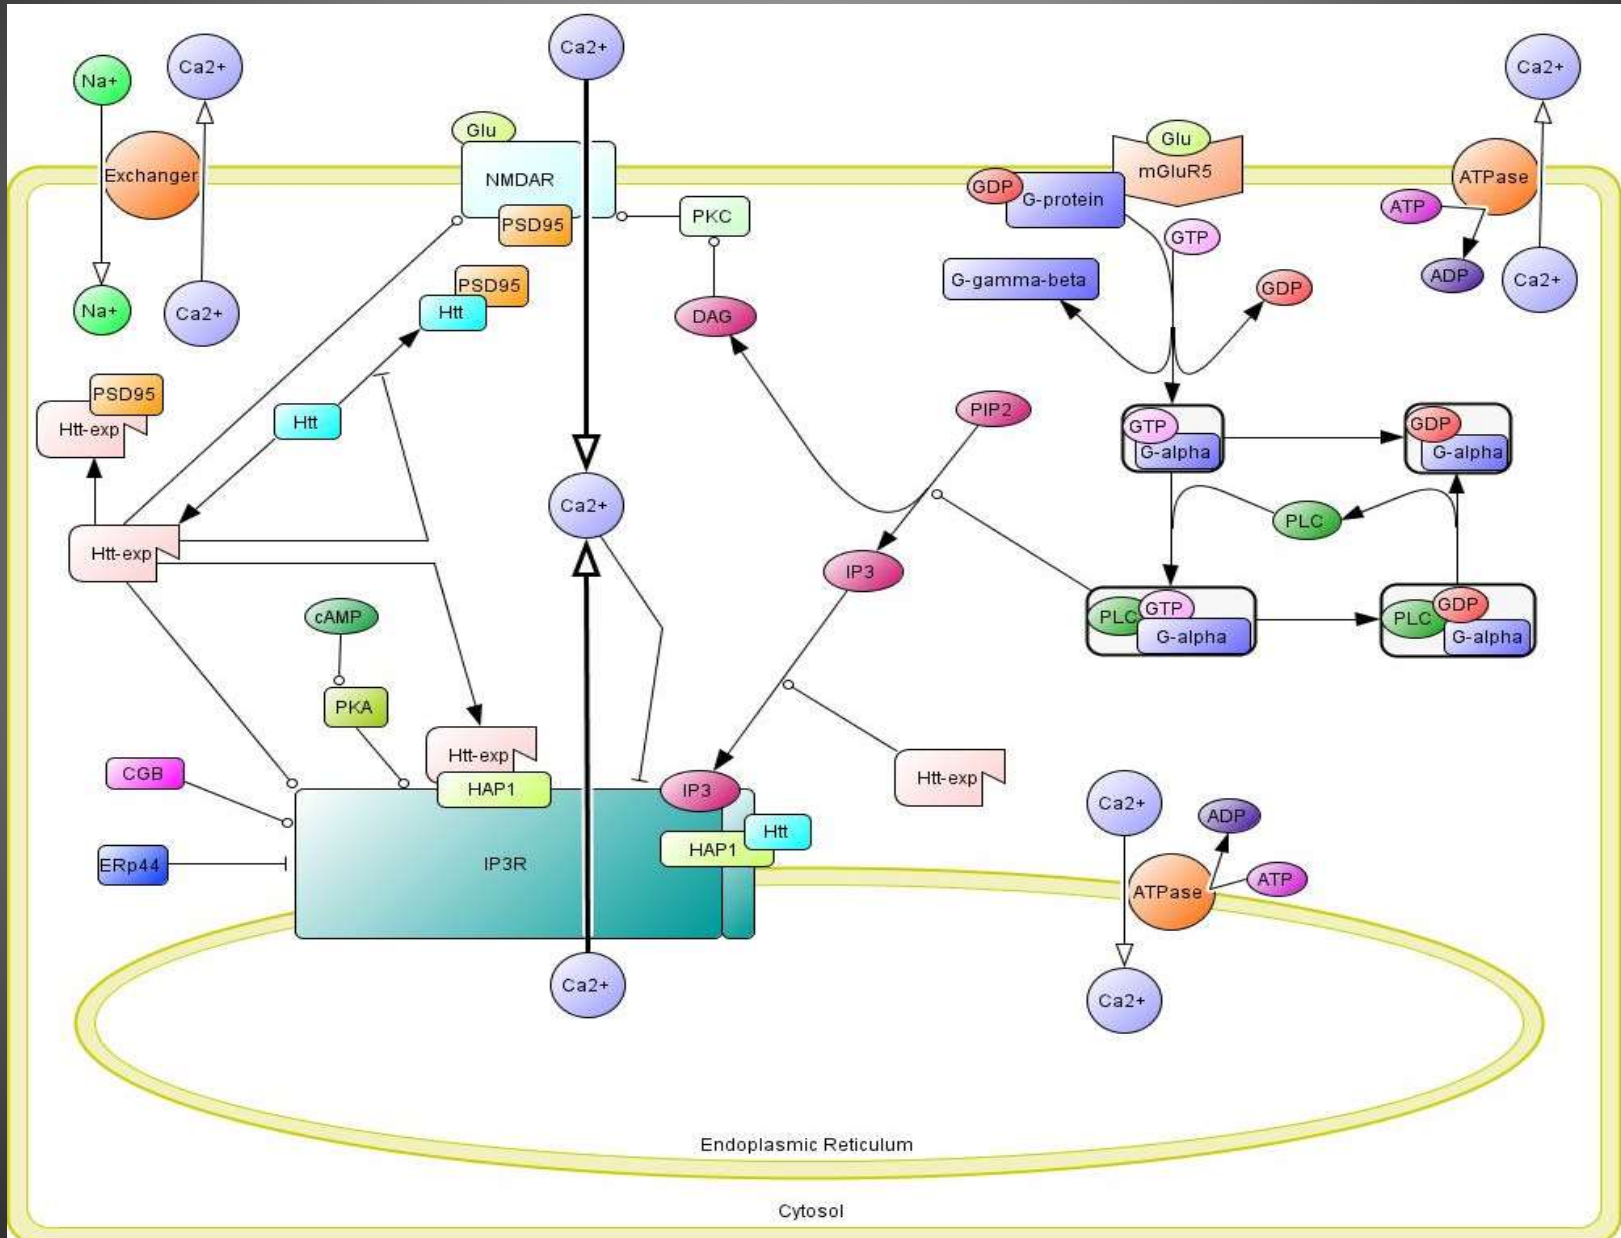 Na+
Ca2+
Ca2+
Ca2+
Glu
NMDAR
PSD95
PKC
Exchanger
Glu
mGluR5
GDP
G-protein
GTP
ATPase
ATP
ADP
Ca2+
Na+
Ca2+
PSD95
Htt
DAG
G-gamma-beta
GDP
PSD95
Htt-exp
Htt
PIP2
GTP
G-alpha
GDP
G-alpha
Htt-exp
Ca2+
IP3
PLC
cAMP
PKA
PLC
GTP
G-alpha
PLC
GDP
G-alpha
CGB
Htt-exp
HAP1
IP3
Htt-exp
ERp44
IP3R
HAP1
Htt
Ca2+
ADP
ATPase
ATP
Ca2+
Ca2+
Endoplasmic Reticulum
Cytosol